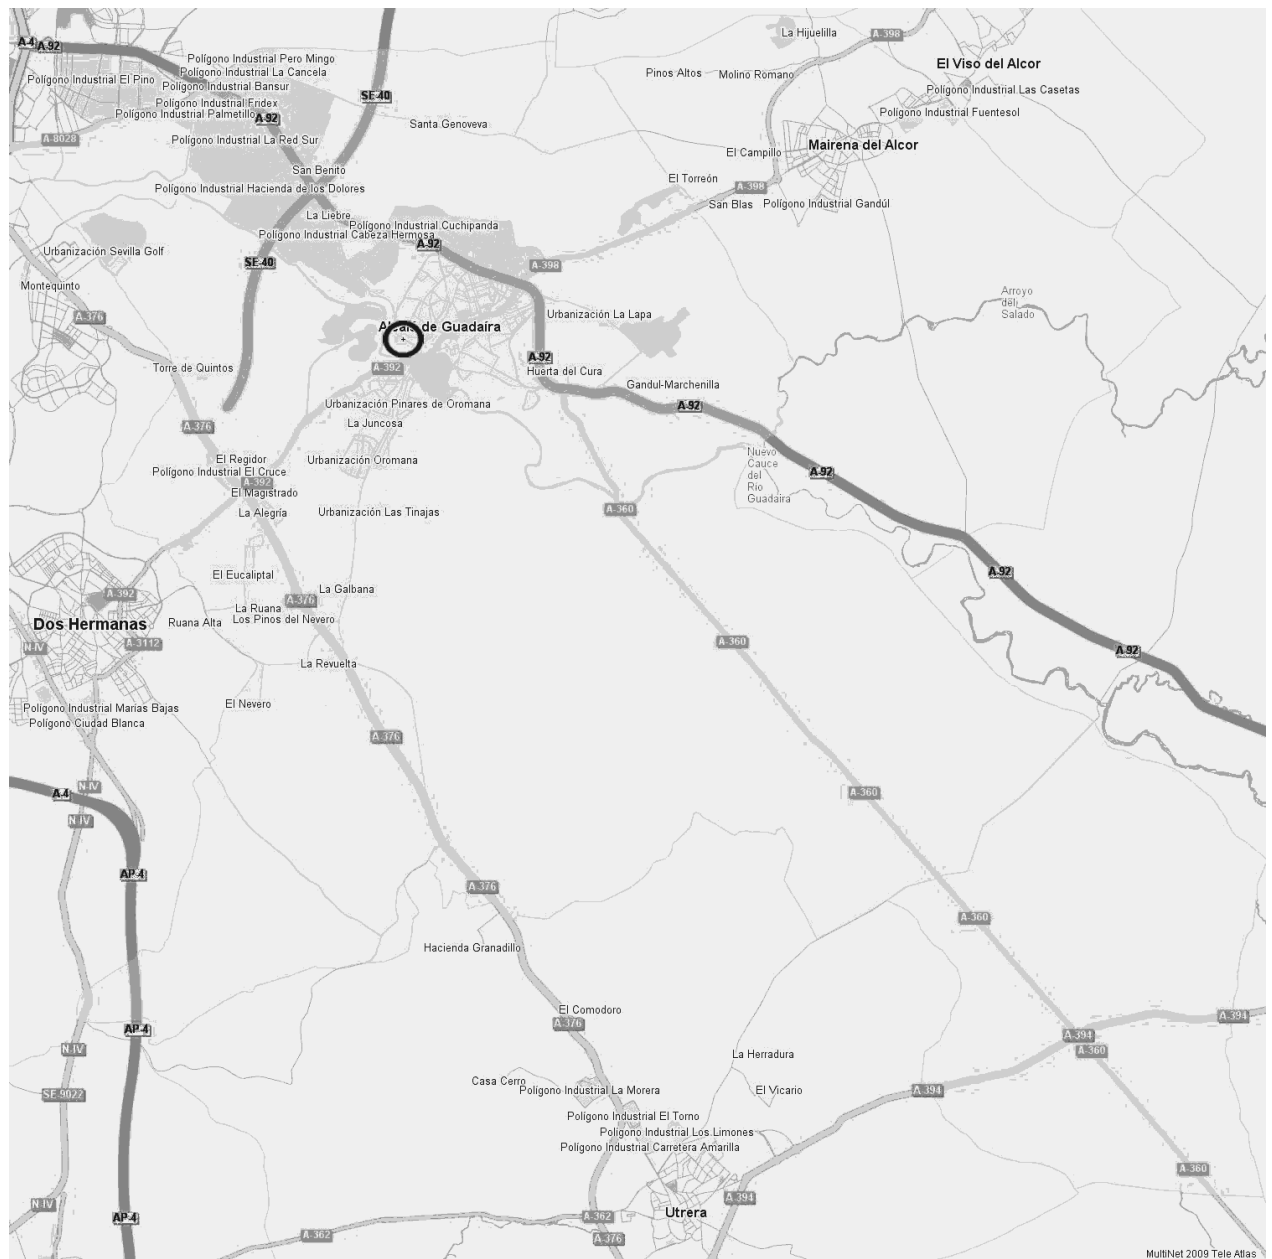 La Hijuelilla
A-398
A-4
A-92
Polígono Industrial Pero Mingo
El Viso del Alcor
Polígono Industrial La Cancela
Pinos Altos
Molino Romano
Polígono Industrial El Pino
Polígono Industrial Bansur
Polígono Industrial Las Casetas
SE-40
Polígono Industrial Fridex
Polígono Industrial Palmetillo
A-92
Polígono Industrial Fuentesol
Santa Genoveva
A-8028
Polígono Industrial La Red Sur
Mairena del Alcor
El Campillo
San Benito
El Torreón
Polígono Industrial Hacienda de los Dolores
A-398
San Blas
Polígono Industrial Gandúl
La Liebre
Polígono Industrial Cuchipanda
Polígono Industrial Cabeza Hermosa
A-92
Urbanización Sevilla Golf
SE-40
A-398
Montequinto
Arroyo
del
Salado
A-376
Urbanización La Lapa
Alcalá de Guadaíra
A-92
Torre de Quintos
A-392
Huerta del Cura
Gandul-Marchenilla
Urbanización Pinares de Oromana
A-92
A-376
La Juncosa
El Regidor
Urbanización Oromana
Nuevo
Cauce
del
Río
Guadaira
Polígono Industrial El Cruce
A-92
A-392
El Magistrado
La Alegría
Urbanización Las Tinajas
A-360
El Eucaliptal
A-92
La Galbana
A-392
A-376
La Ruana
Dos Hermanas
Ruana Alta
Los Pinos del Nevero
A-3112
A-360
N-IV
A-92
La Revuelta
El Nevero
Polígono Industrial Marias Bajas
Polígono Ciudad Blanca
A-376
N-IV
A-4
A-360
N-IV
AP-4
A-376
A-360
Hacienda Granadillo
El Comodoro
A-394
A-376
AP-4
A-394
N-IV
A-360
La Herradura
Casa Cerro
Polígono Industrial La Morera
El Vicario
A-394
SE-9022
Polígono Industrial El Torno
Polígono Industrial Los Limones
Polígono Industrial Carretera Amarilla
A-360
A-394
N-IV
Utrera
AP-4
A-362
A-362
A-376
MultiNet 2009 Tele Atlas